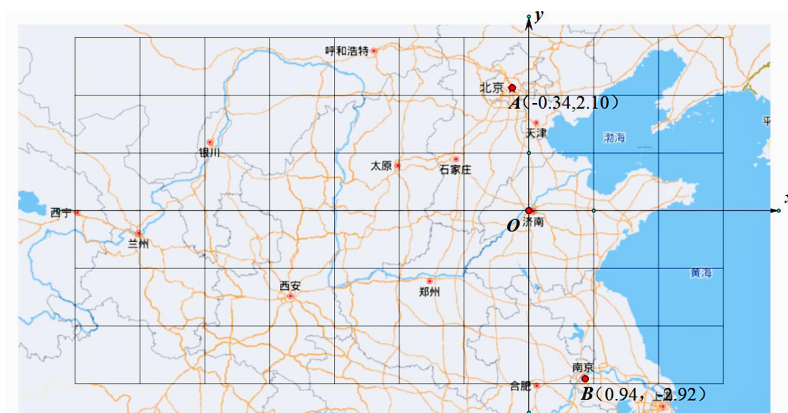 y
呼和浩特
北京
A(-0.34,2.10)
天津
渤海
平
银川
太原
石家庄
x
西宁
O
济南
兰州
黄海
西安
郑州
南京
合肥
B(0.94, -2.92)